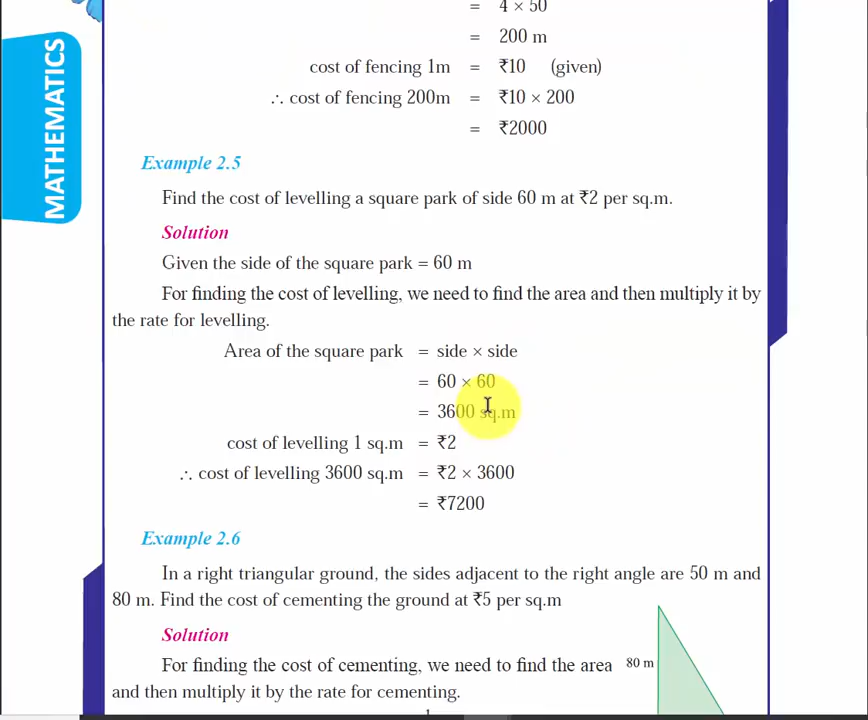 MATHEMATICS
= 4 × 50
= 200 m
cost of fencing 1m = ₹10 (given)
∴ cost of fencing 200m = ₹10 × 200
= ₹2000
Example 2.5
Find the cost of levelling a square park of side 60 m at ₹2 per sq.m.
Solution
Given the side of the square park = 60 m
For finding the cost of levelling, we need to find the area and then multiply it by
the rate for levelling.
Area of the square park = side × side
= 60 × 60
= 3600 sq.m
cost of levelling 1 sq.m = ₹2
∴ cost of levelling 3600 sq.m = ₹2 × 3600
= ₹7200
Example 2.6
In a right triangular ground, the sides adjacent to the right angle are 50 m and
80 m. Find the cost of cementing the ground at ₹5 per sq.m
Solution
For finding the cost of cementing, we need to find the area
80 m
and then multiply it by the rate for cementing.